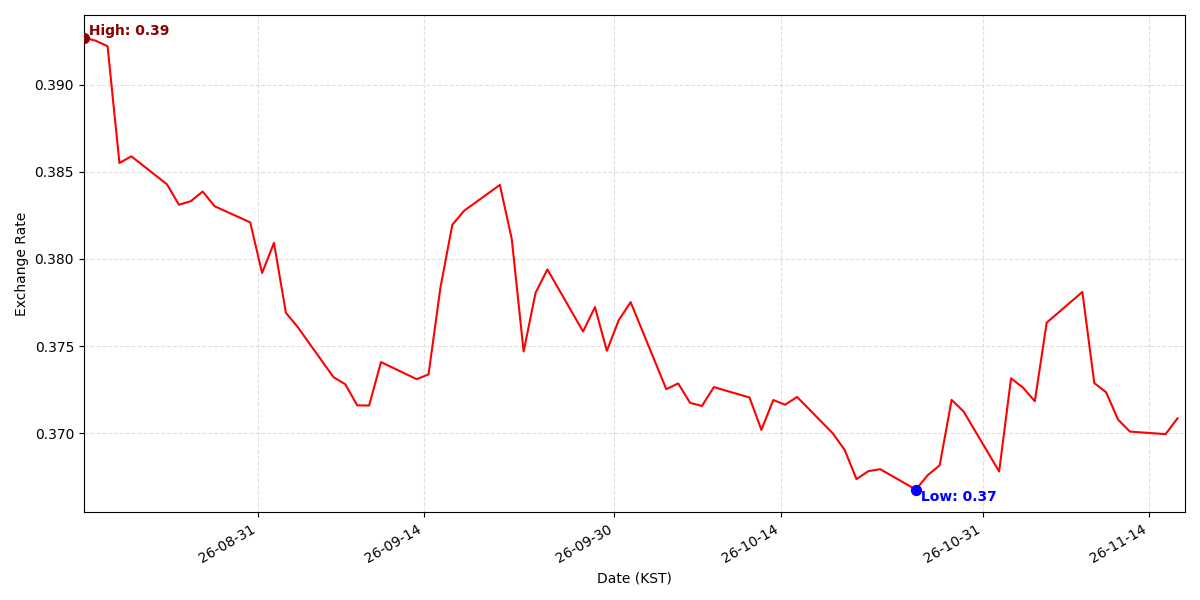 High: 0.39
0.390
0.385
0.380
0.375
0.370
Exchange Rate
Low: 0.37
26-08-31
26-09-14
26-09-30
26-10-14
26-10-31
26-11-14
Date (KST)